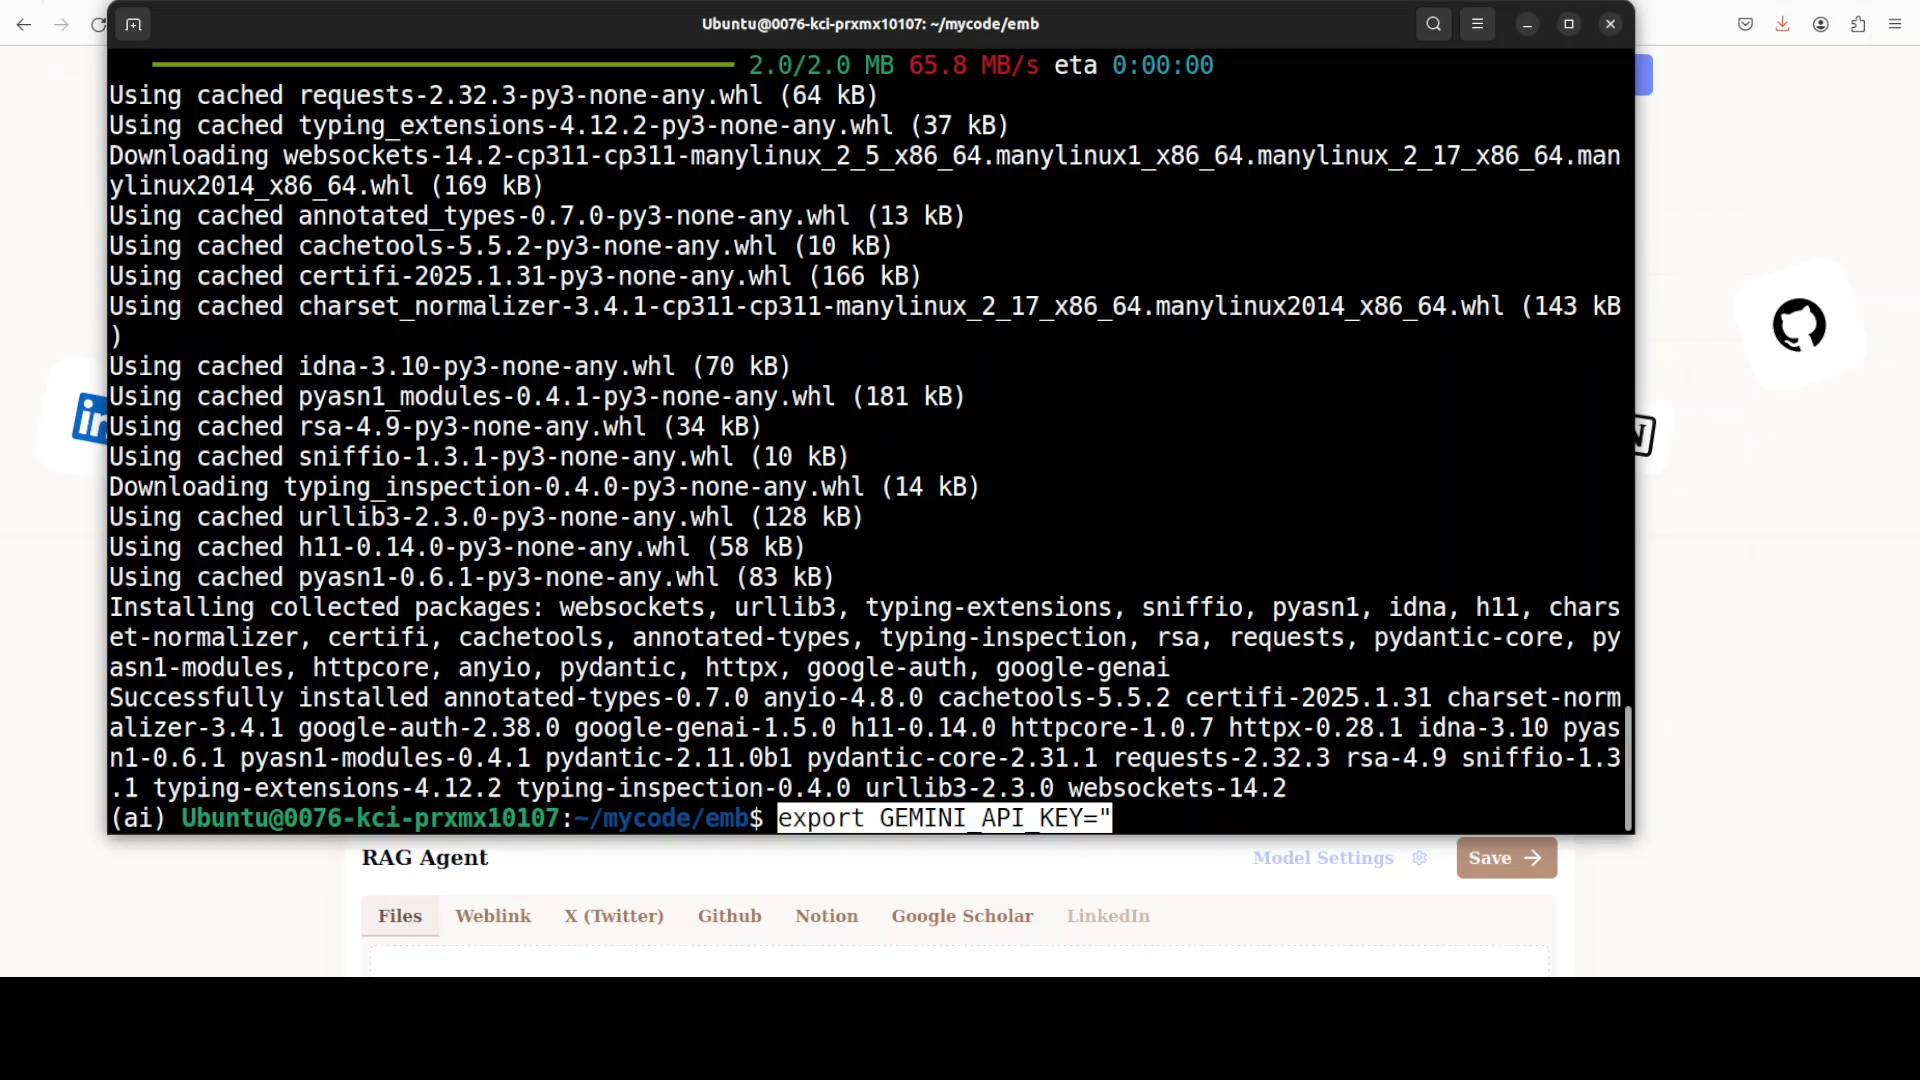 Ubuntu@0076-kci-prxmx10107: ~/mycode/emb
2.0/2.0 MB 65.8 MB/s eta 0:00:00
Using cached requests-2.32.3-py3-none-any.whl (64 kB)
Using cached typing_extensions-4.12.2-py3-none-any.whl (37 kB)
Downloading websockets-14.2-cp311-cp311-manylinux_2_5_x86_64.manylinux1_x86_64.manylinux_2_17_x86_64.man
ylinux2014_x86_64.whl (169 kB)
Using cached annotated_types-0.7.0-py3-none-any.whl (13 kB)
Using cached cachetools-5.5.2-py3-none-any.whl (10 kB)
Using cached certifi-2025.1.31-py3-none-any.whl (166 kB)
Using cached charset_normalizer-3.4.1-cp311-cp311-manylinux_2_17_x86_64.manylinux2014_x86_64.whl (143 kB
)
Using cached idna-3.10-py3-none-any.whl (70 kB)
Using cached pyasn1_modules-0.4.1-py3-none-any.whl (181 kB)
Using cached rsa-4.9-py3-none-any.whl (34 kB)
Using cached sniffio-1.3.1-py3-none-any.whl (10 kB)
Downloading typing_inspection-0.4.0-py3-none-any.whl (14 kB)
Using cached urllib3-2.3.0-py3-none-any.whl (128 kB)
Using cached h11-0.14.0-py3-none-any.whl (58 kB)
Using cached pyasn1-0.6.1-py3-none-any.whl (83 kB)
Installing collected packages: websockets, urllib3, typing-extensions, sniffio, pyasn1, idna, h11, chars
et-normalizer, certifi, cachetools, annotated-types, typing-inspection, rsa, requests, pydantic-core, py
asn1-modules, httpcore, anyio, pydantic, httpx, google-auth, google-genai
Successfully installed annotated-types-0.7.0 anyio-4.8.0 cachetools-5.5.2 certifi-2025.1.31 charset-norm
alizer-3.4.1 google-auth-2.38.0 google-genai-1.5.0 h11-0.14.0 httpcore-1.0.7 httpx-0.28.1 idna-3.10 pyas
n1-0.6.1 pyasn1-modules-0.4.1 pydantic-2.11.0b1 pydantic-core-2.31.1 requests-2.32.3 rsa-4.9 sniffio-1.3
.1 typing-extensions-4.12.2 typing-inspection-0.4.0 urllib3-2.3.0 websockets-14.2
(ai) Ubuntu@0076-kci-prxmx10107:~/mycode/emb$ export GEMINI_API_KEY="
in
N
RAG Agent
Model Settings
Save
Files Weblink X (Twitter) Github Notion Google Scholar LinkedIn